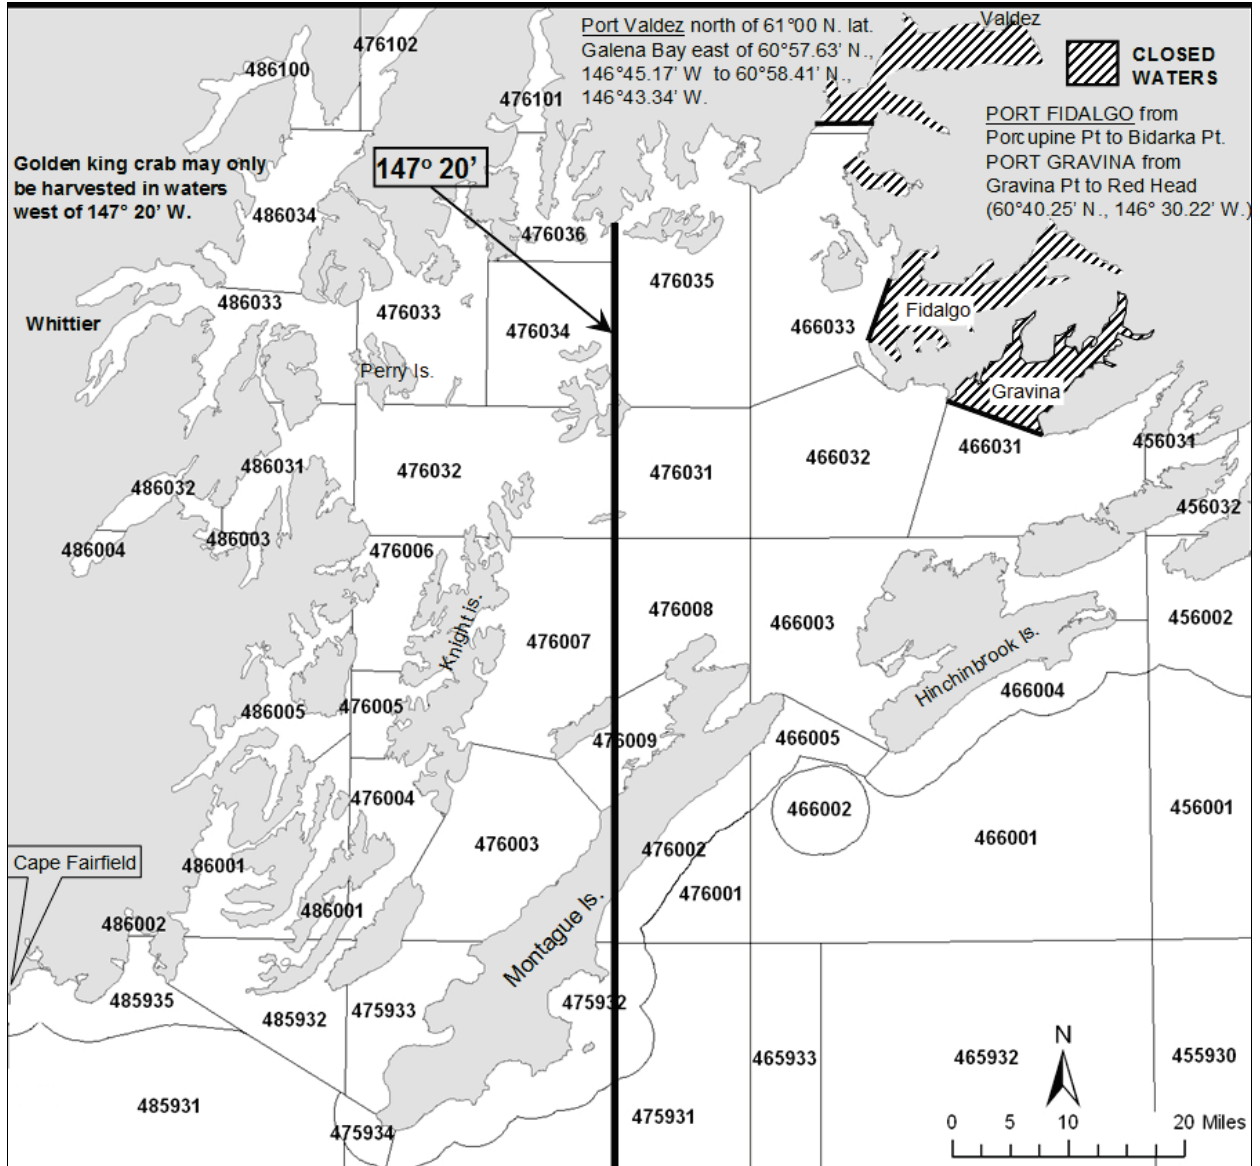 Port Valdez north of 61°00 N. lat.
Galena Bay east of 60°57.63' N.,
146°45.17' W to 60°58.41' N.,
146°43.34' W.
Valdez
CLOSED
WATERS
PORT FIDALGO from
Porcupine Pt to Bidarka Pt.
PORT GRAVINA from
Gravina Pt to Red Head
(60°40.25' N., 146° 30.22' W.)
476102
486100
476101
Golden king crab may only
be harvested in waters
west of 147° 20' W.
147° 20'
486034
476036
476035
486033
476033
476034
466033
Fidalgo
Whittier
Perry Is.
Gravina
486031
476032
476031
466032
466031
456031
486032
456032
486003
486004
476006
Knight is.
476007
476008
466003
456002
Hinchinbrook Is.
466004
486005
476005
476009
466005
476004
466002
456001
476003
476002
466001
Cape Fairfield
486001
476001
486001
486002
Montague Is.
485935
485932
475933
475932
465933
465932
455930
N
485931
475934
475931
0 5 10 20 Miles